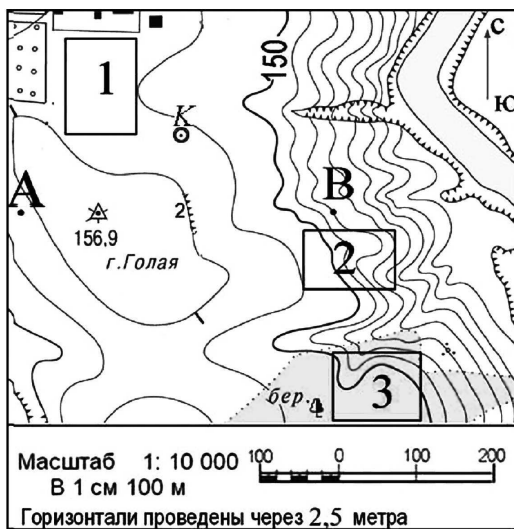 С
1
150
К
Ю
А
2
В
156,9
г.Голая
2
бер.
3
Масштаб 1: 10 000
100 0 100 200
В 1 см 100 м
Горизонтали проведены через 2,5 метра